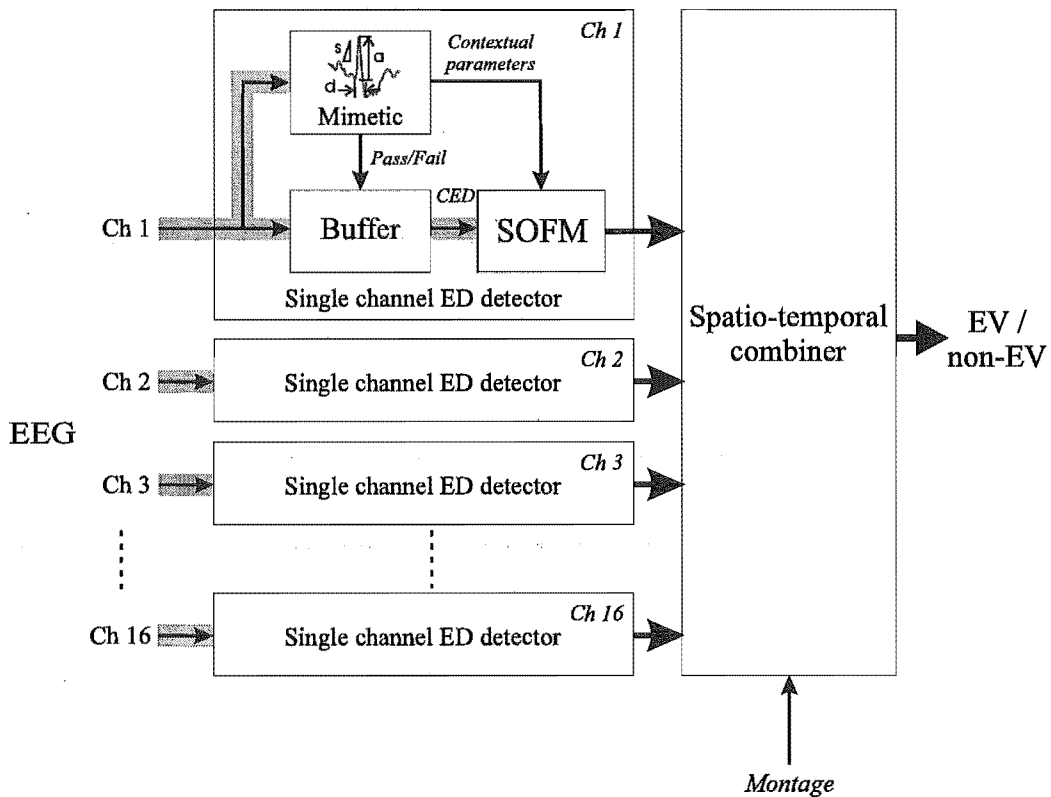 Ch 1
Contextual
parameters
s
a
d
Mimetic
Pass/Fail
CED
Ch 1
Buffer
SOFM
Single channel ED detector
Spatio-temporal
combiner
EV /
non-EV
Ch 2
Ch 2
Single channel ED detector
EEG
Ch 3
Ch 3
Single channel ED detector
Ch 16
Ch 16
Single channel ED detector
Montage